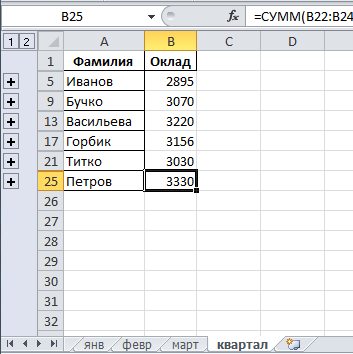 B25 fx =СУММ(B22:B24
1 2 A B C D
1 Фамилия Оклад
5 Иванов 2895
9 Бучко 3070
13 Васильева 3220
17 Горбик 3156
21 Титко 3030
25 Петров 3330
26
27
28
29
30
31
32
янв февр март квартал